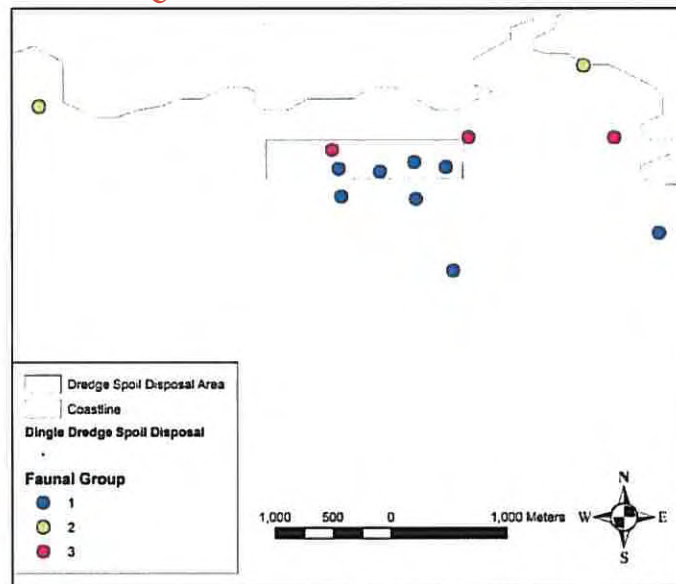 Dredge Spoil Disposal Area
Coastline
Dingle Dredge Spoil Disposal
Faunal Group
1
2
3
1,000 500 0 1,000 Meters
N
W E
S